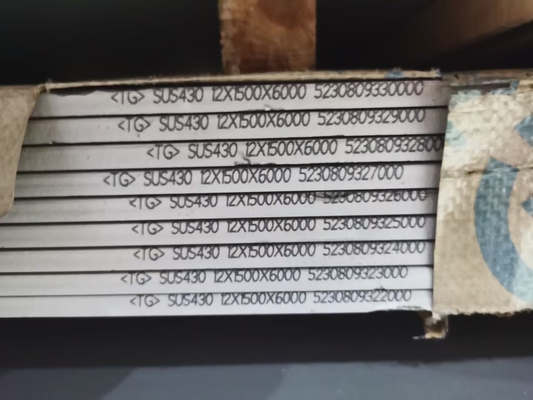 <TG> SUS430 12X1500X6000 5230809330000
<TG> SUS430 12X1500X6000 5230809329000
<TG> SUS430 12X1500X6000 5230809328000
<TG> SUS430 12X1500X6000 5230809327000
<TG> SUS430 12X1500X6000 5230809326000
<TG> SUS430 12X1500X6000 5230809325000
<TG> SUS430 12X1500X6000 5230809324000
<TG> SUS430 12X1500X6000 5230809323000
<TG> SUS430 12X1500X6000 5230809322000